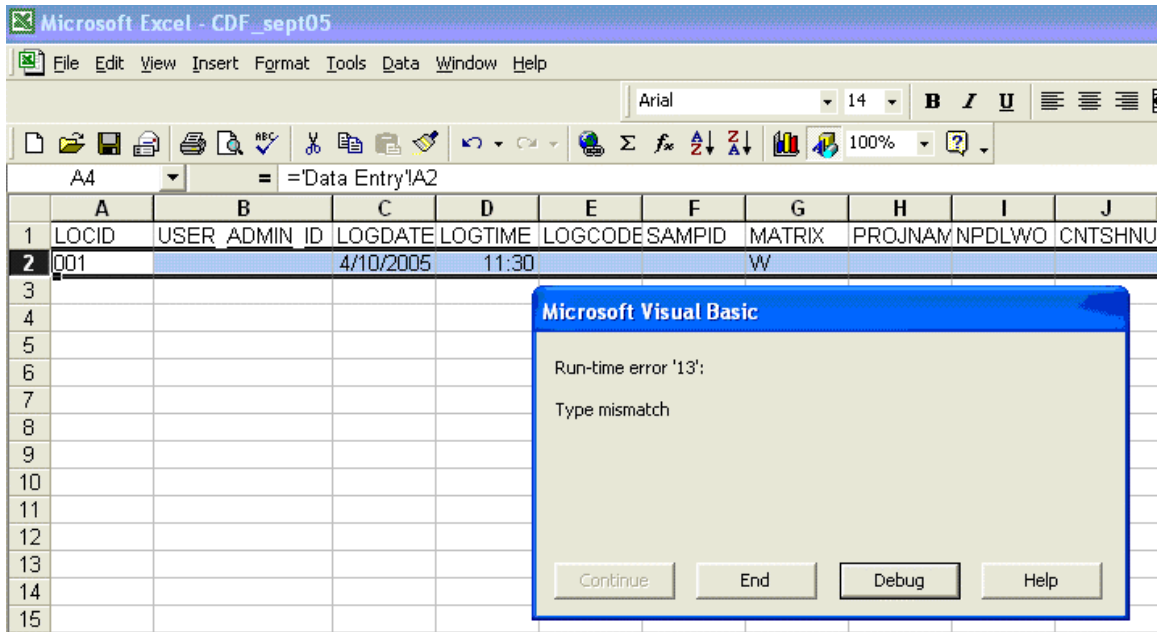 Microsoft Excel - CDF_sept05
File Edit View Insert Format Tools Data Window Help
Arial 14 B I U
ABC Σ fx A Z Z A 100% ?
A4 = ='Data Entry'!A2
A B C D E F G H I J
1 LOCID USER_ADMIN_ID LOGDATE LOGTIME LOGCODE SAMPID MATRIX PROJNAM NPDLWO CNTSHNU
2 001 4/10/2005 11:30 W
3
4
5
6
7
8
9
10
11
12
13
14
15
Microsoft Visual Basic
Run-time error '13':
Type mismatch
Continue End Debug Help